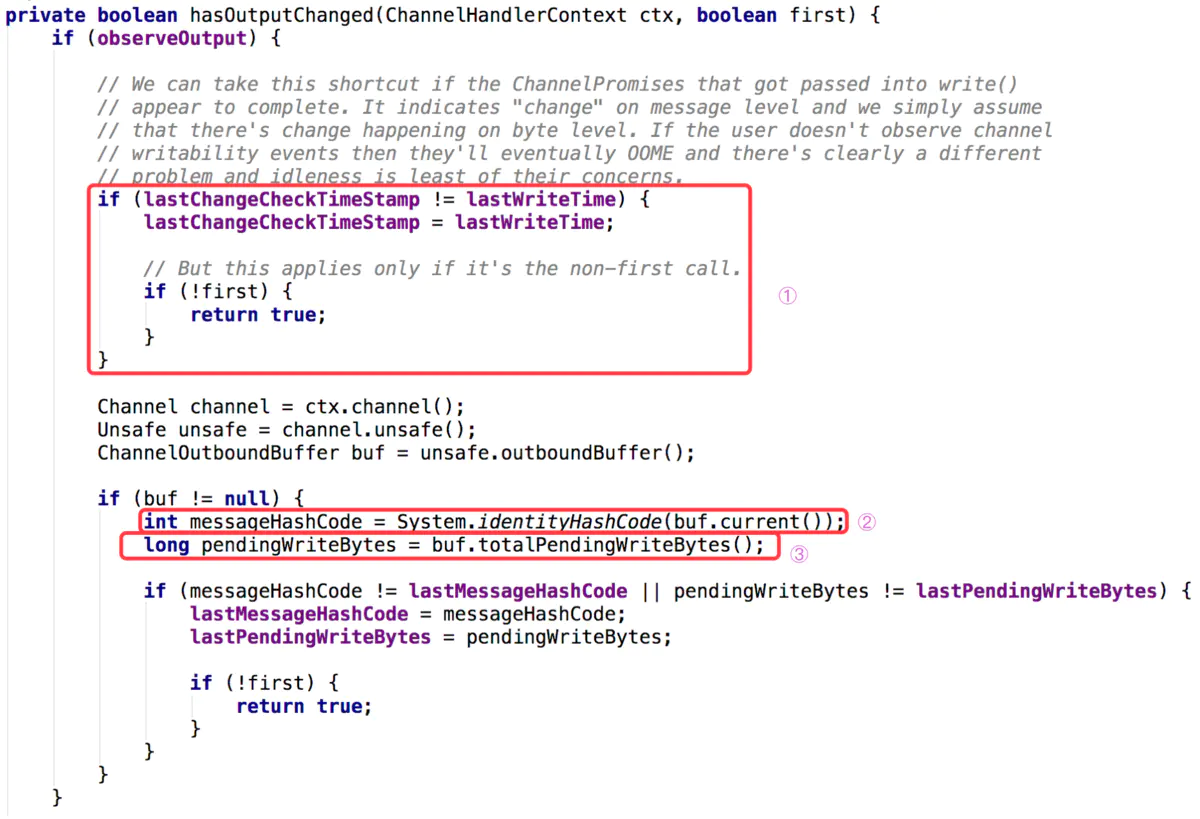 private boolean hasOutputChanged(ChannelHandlerContext ctx, boolean first) {
if (observeOutput) {
// We can take this shortcut if the ChannelPromises that got passed into write()
// appear to complete. It indicates "change" on message level and we simply assume
// that there's change happening on byte level. If the user doesn't observe channel
// writability events then they'll eventually OOME and there's clearly a different
// problem and idleness is least of their concerns.
if (lastChangeCheckTimeStamp != lastWriteTime) {
lastChangeCheckTimeStamp = lastWriteTime;
// But this applies only if it's the non-first call.
if (!first) {
①
return true;
}
}
Channel channel = ctx.channel();
Unsafe unsafe = channel.unsafe();
ChannelOutboundBuffer buf = unsafe.outboundBuffer();
if (buf != null) {
int messageHashCode = System.identityHashCode(buf.current()); ②
long pendingWriteBytes = buf.totalPendingWriteBytes(); ③
if (messageHashCode != lastMessageHashCode || pendingWriteBytes != lastPendingWriteBytes) {
lastMessageHashCode = messageHashCode;
lastPendingWriteBytes = pendingWriteBytes;
if (!first) {
return true;
}
}
}
}